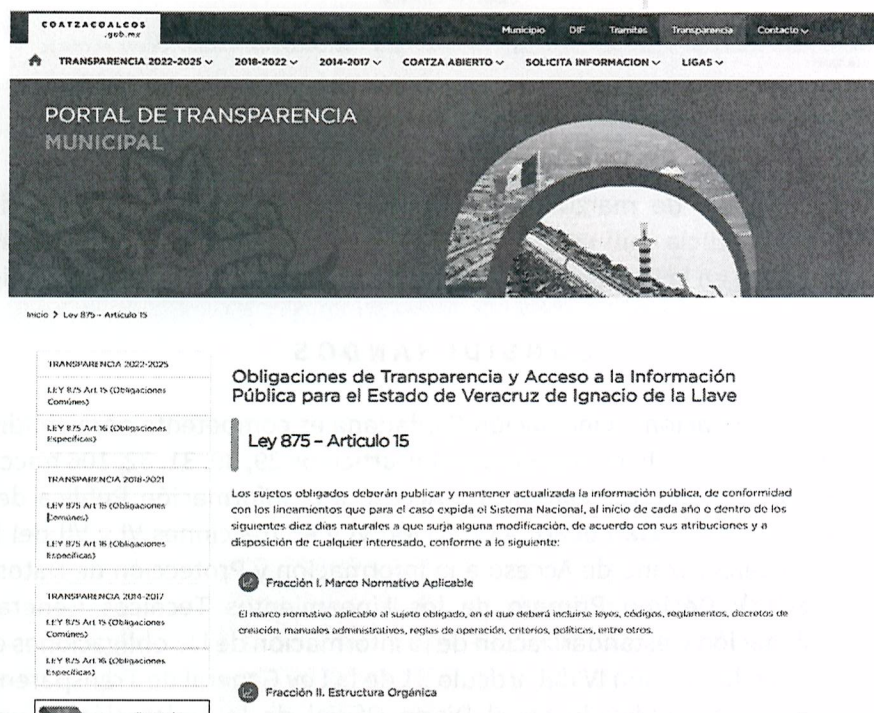 COATZACOALCOS
.gob.mx
Municipio DIF Tramites Transparencia Contacto
TRANSPARENCIA 2022-2025 2018-2022 2014-2017 COATZA ABIERTO SOLICITA INFORMACION LIGAS
PORTAL DE TRANSPARENCIA
MUNICIPAL
Inicio > Ley 875 – Artículo 15
TRANSPARENCIA 2022-2025
LEY 875 Art 15 (Obligaciones
Comúnes)
LEY 875 Art 16 (Obligaciones
Específicas)
TRANSPARENCIA 2018-2021
LEY 875 Art 15 (Obligaciones
Comúnes)
LEY 875 Art 16 (Obligaciones
Específicas)
TRANSPARENCIA 2014-2017
LEY 875 Art 15 (Obligaciones
Comúnes)
LEY 875 Art 16 (Obligaciones
Específicas)
Obligaciones de Transparencia y Acceso a la Información
Pública para el Estado de Veracruz de Ignacio de la Llave
Ley 875 – Artículo 15
Los sujetos obligados deberán publicar y mantener actualizada la información pública, de conformidad
con los lineamientos que para el caso expida el Sistema Nacional, al inicio de cada año o dentro de los
siguientes diez días naturales a que surja alguna modificación, de acuerdo con sus atribuciones y a
disposición de cualquier interesado, conforme a lo siguiente:
Fracción I. Marco Normativo Aplicable
El marco normativo aplicable al sujeto obligado, en el que deberá incluirse leyes, códigos, reglamentos, decretos de
creación, manuales administrativos, reglas de operación, criterios, políticas, entre otros.
Fracción II. Estructura Orgánica